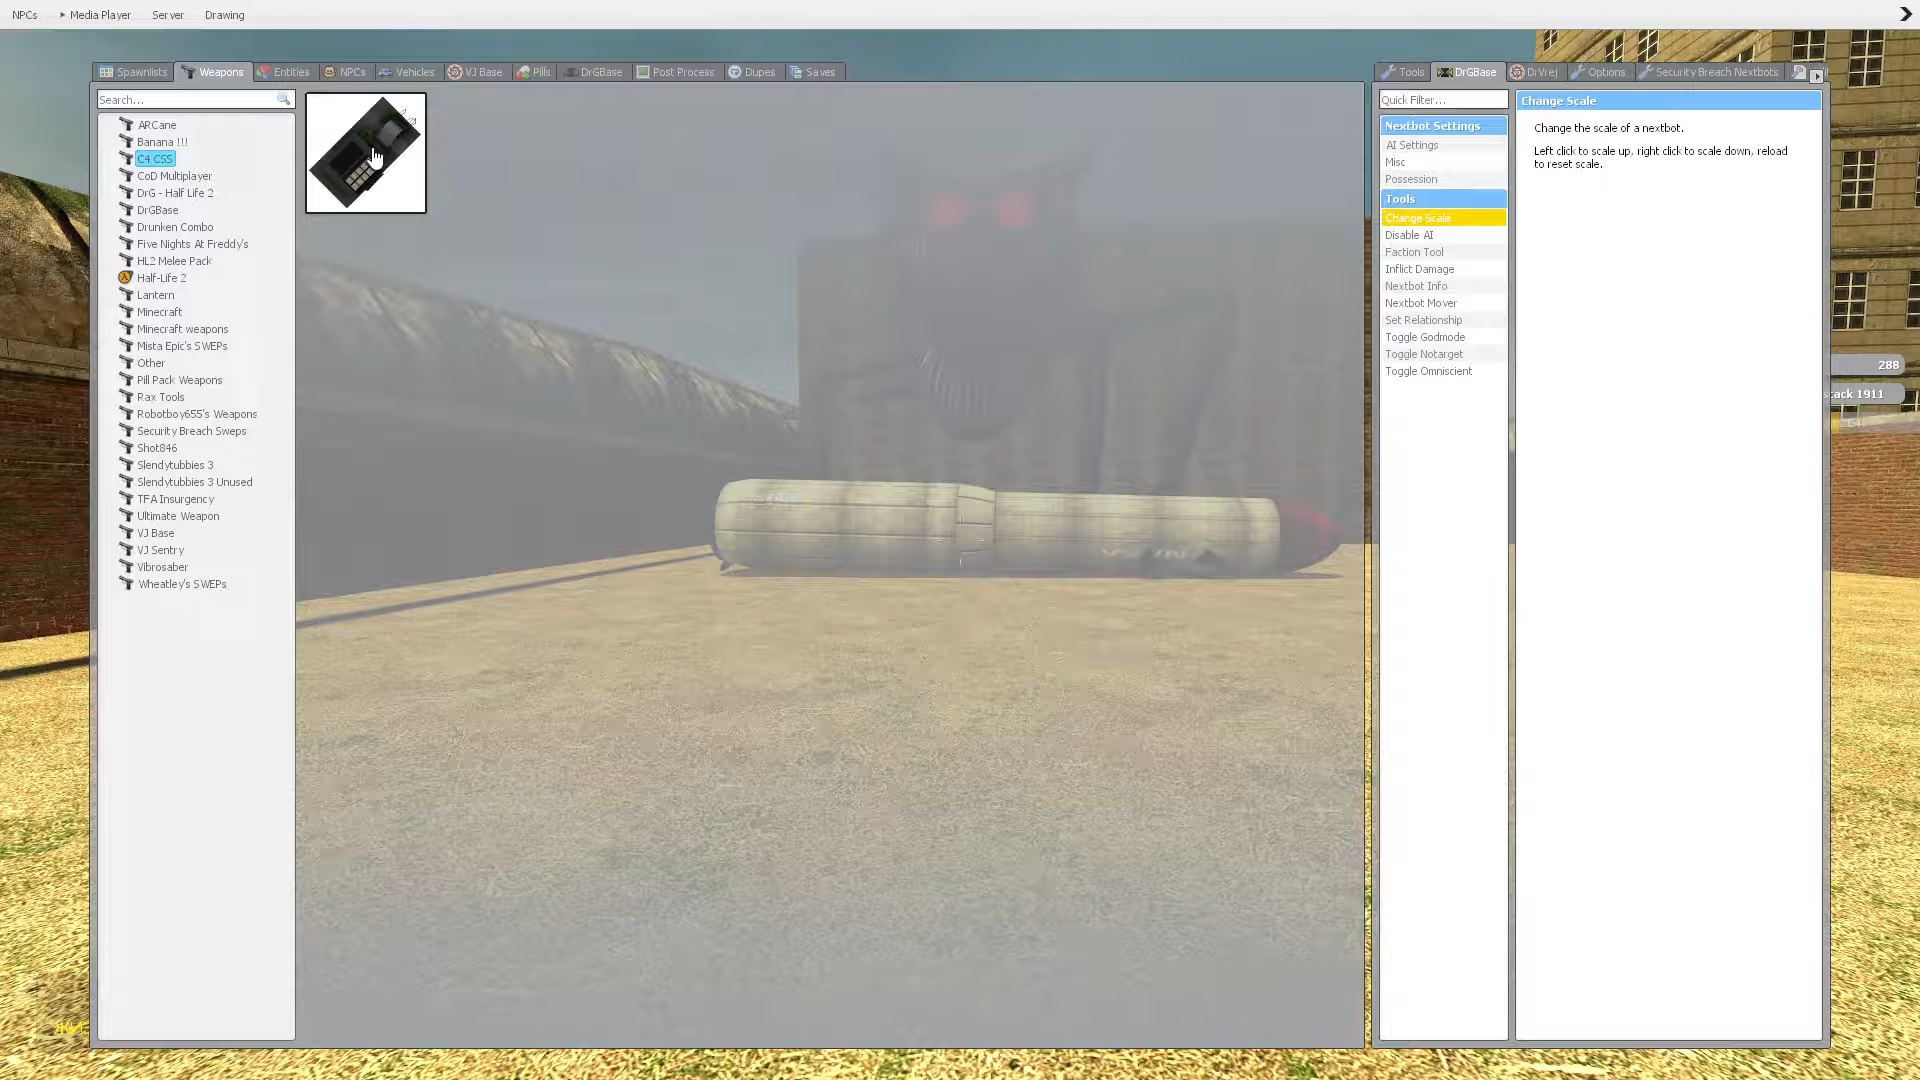 NPCs
Media Player
Server
Drawing
Spawnlists
Weapons
Entities
NPCs
Vehicles
VJ Base
Pills
DrGBase
Post Process
Dupes
Saves
Search...
ARCane
Banana !!!
C4 CSS
CoD Multiplayer
DrG - Half Life 2
DrGBase
Drunken Combo
Five Nights At Freddy's
HL2 Melee Pack
Half-Life 2
Lantern
Minecraft
Minecraft weapons
Mista Epic's SWEPs
Other
Pill Pack Weapons
Rax Tools
Robotboy655's Weapons
Security Breach Sweps
Shot846
Slendytubbies 3
Slendytubbies 3 Unused
TFA Insurgency
Ultimate Weapon
VJ Base
VJ Sentry
Vibrosaber
Wheatley's SWEPs
Tools
DrGBase
DrVrej
Options
Security Breach Nextbots
Quick Filter...
Nextbot Settings
AI Settings
Misc
Possession
Tools
Change Scale
Disable AI
Faction Tool
Inflict Damage
Nextbot Info
Nextbot Mover
Set Relationship
Toggle Godmode
Toggle Notarget
Toggle Omniscient
Change Scale
Change the scale of a nextbot.
Left click to scale up, right click to scale down, reload
to reset scale.
288
1911